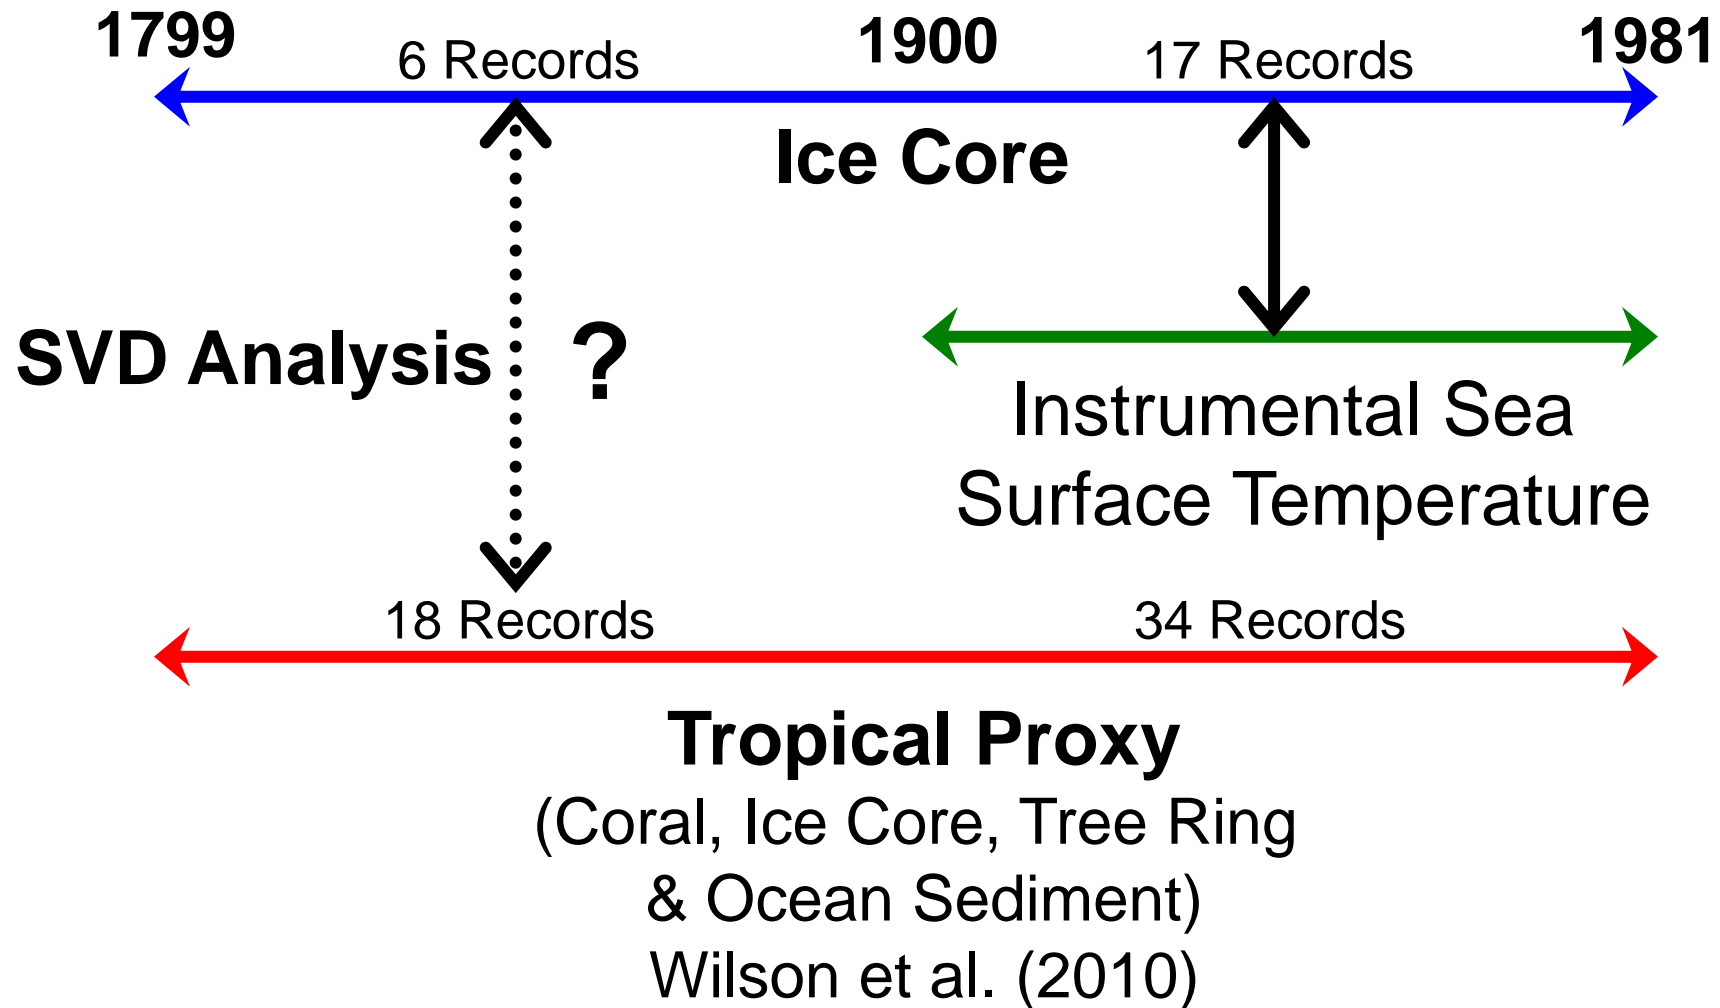 1799
6 Records
1900
17 Records
1981
Ice Core
SVD Analysis
?
Instrumental Sea
Surface Temperature
18 Records
34 Records
Tropical Proxy
(Coral, Ice Core, Tree Ring
& Ocean Sediment)
Wilson et al. (2010)